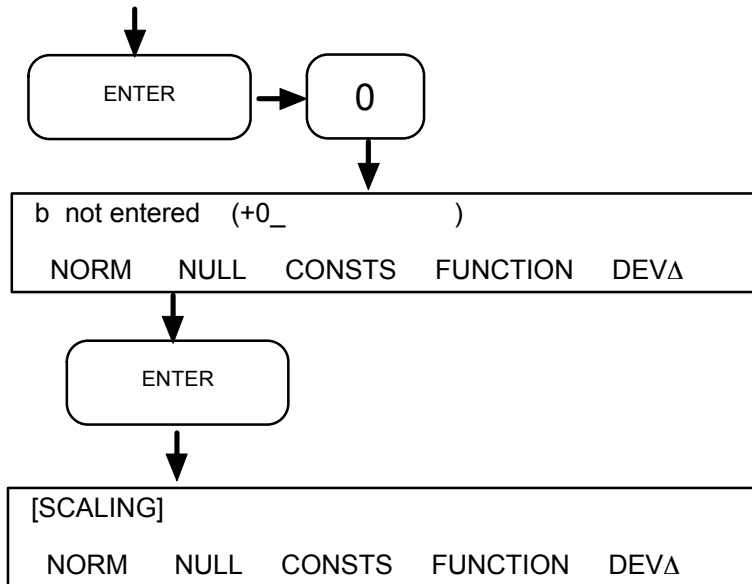 ENTER
0
b not entered (+0_ )
NORM NULL CONSTS FUNCTION DEVΔ
ENTER
[SCALING]
NORM NULL CONSTS FUNCTION DEVΔ